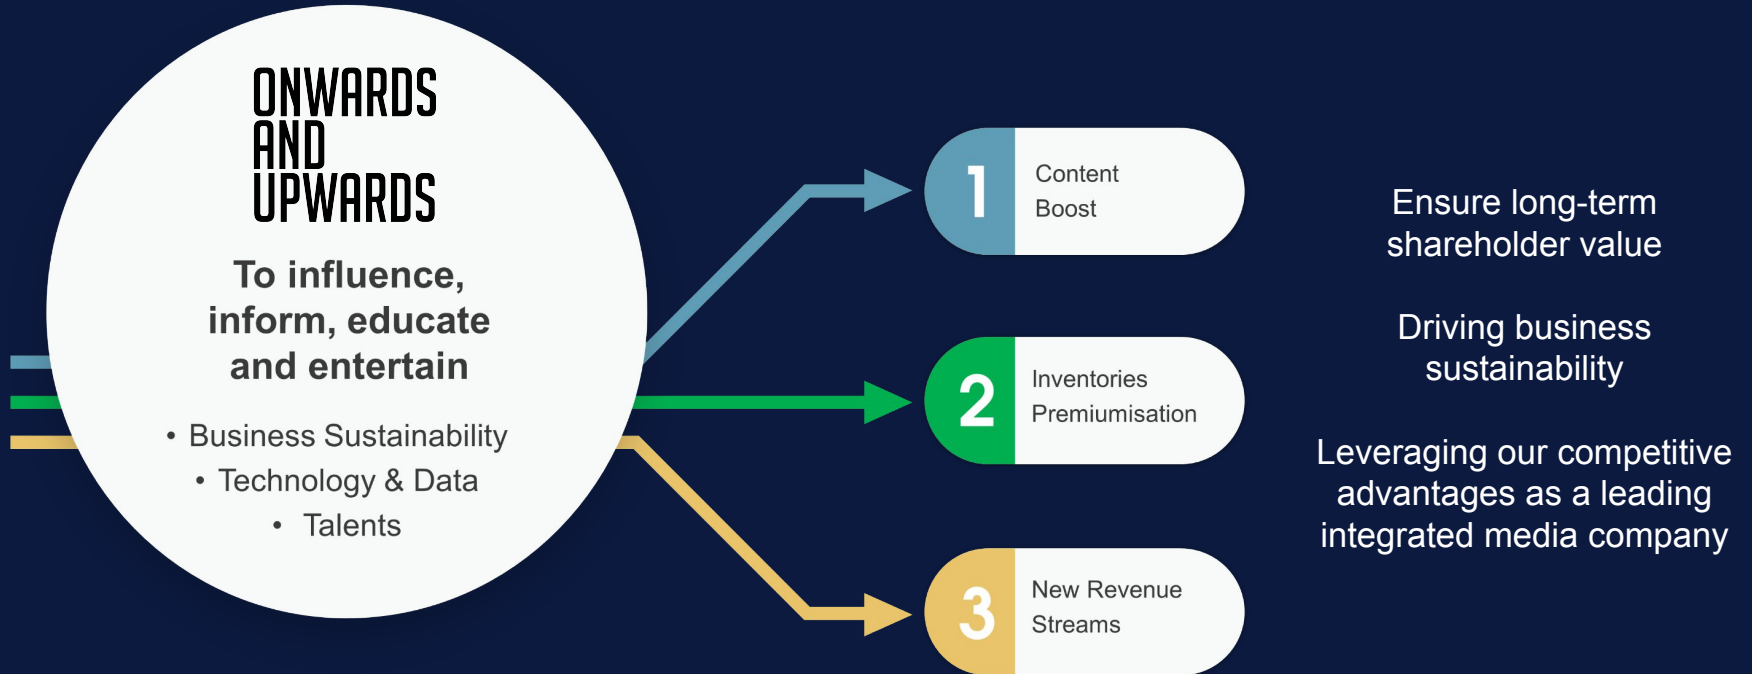 ONWARDS
AND
UPWARDS
To influence,
inform, educate
and entertain
• Business Sustainability
• Technology & Data
• Talents
1
Content
Boost
2
Inventories
Premiumisation
3
New Revenue
Streams
Ensure long-term
shareholder value
Driving business
sustainability
Leveraging our competitive
advantages as a leading
integrated media company